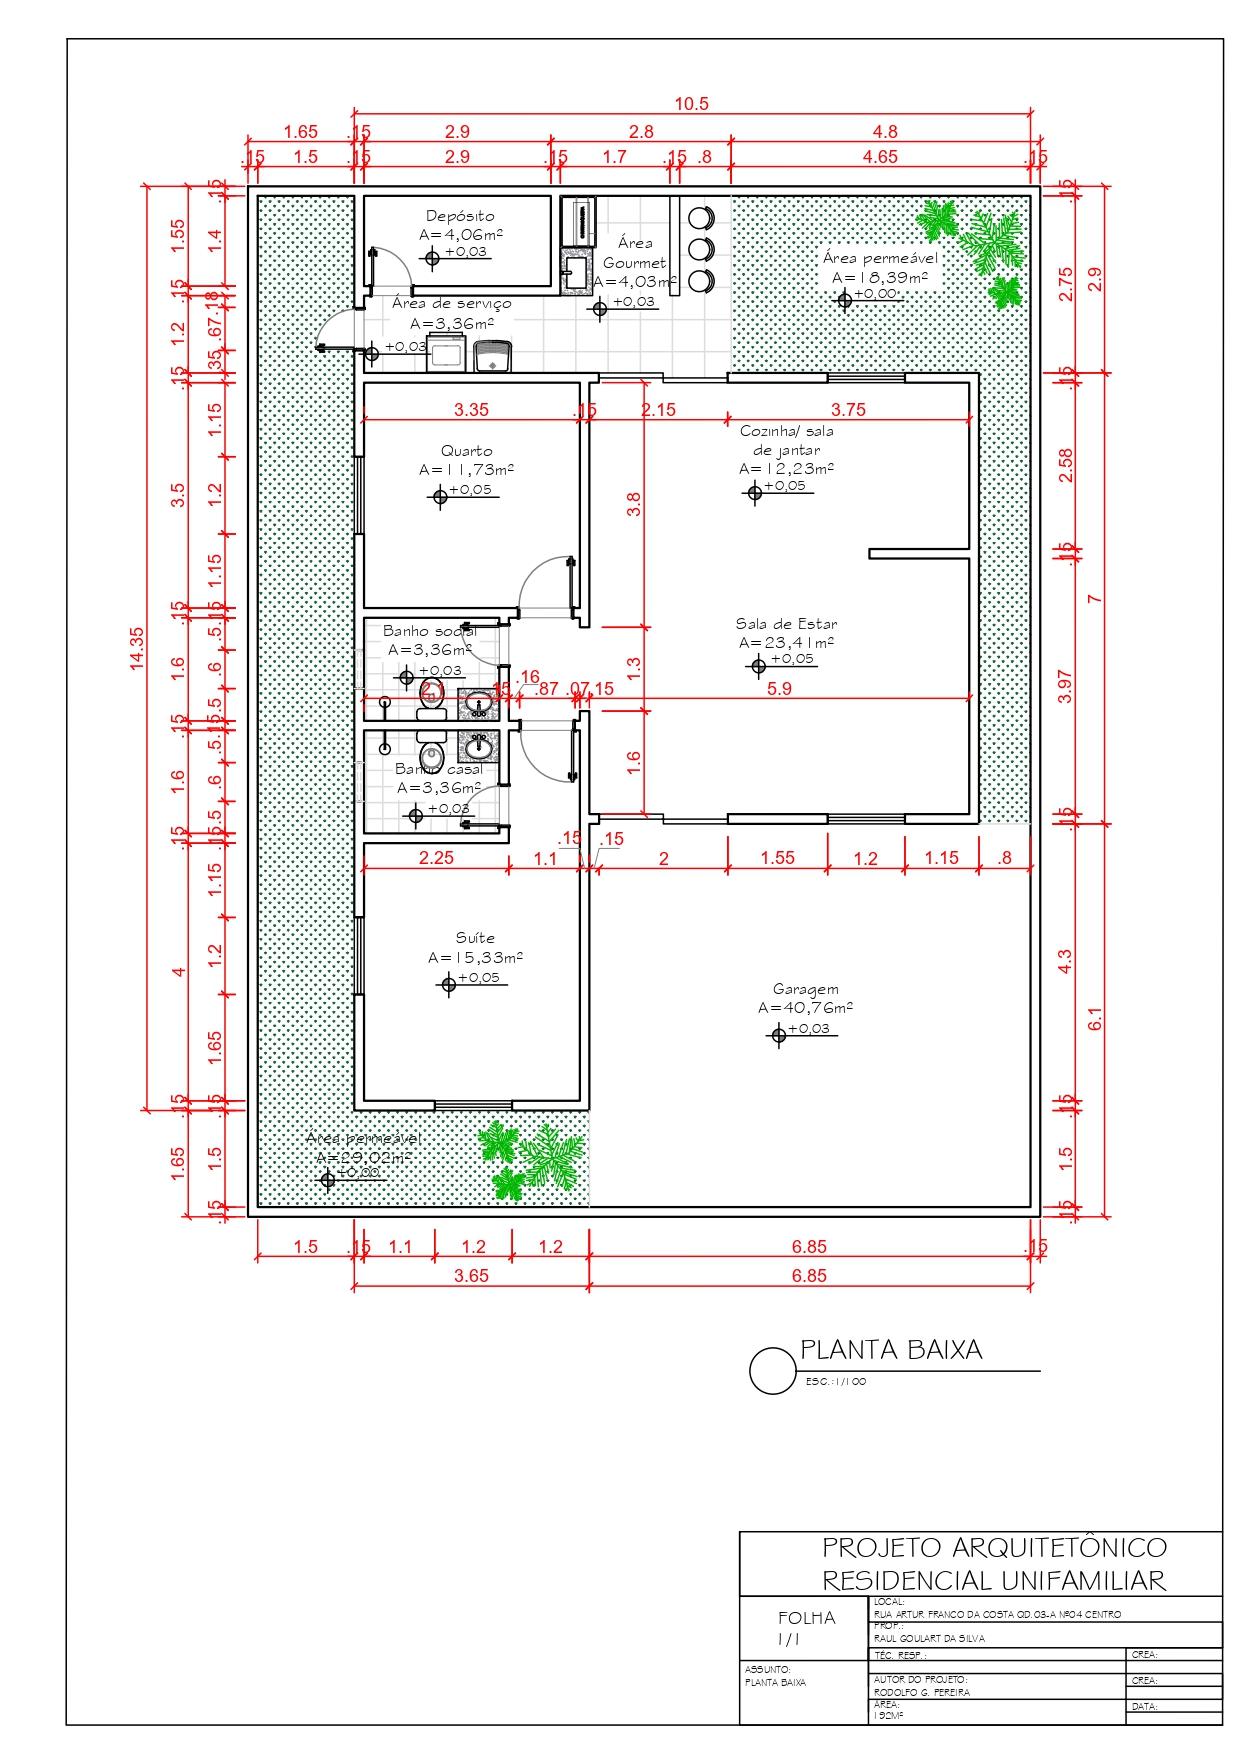 10.5
1.65 .15 2.9 2.8 4.8
.15 1.5 .15 2.9 .15 1.7 .15 .8 4.65 .15
Depósito
A=4,06m²
+0,03
Área
Gourmet
A=4,03m²
+0,03
Área permeável
A=18,39m²
+0,00
Área de serviço
A=3,36m²
+0,03
14.35
1.55
.15
1.2
.15
3.5
.15
1.6
.15
1.6
.15
4
.15
1.65
.15
1.4
.15
.18
.67
.35
.15
1.15
1.2
1.15
.15
.5
.6
.5
.15
.5
.6
.5
.15
1.15
1.2
1.65
.15
1.5
.15
3.35 .15 2.15 3.75
Quarto
A=11,73m²
+0,05
Cozinha/ sala
de jantar
A=12,23m²
+0,05
3.8
1.3
1.6
Banho social
A=3,36m²
+0,03
Sala de Estar
A=23,41m²
+0,05
2.1 .15 .16 .87 .07 .15 5.9
Banho casal
A=3,36m²
+0,03
.15 .15
2.25 1.1 2 1.55 1.2 1.15 .8
Suíte
A=15,33m²
+0,05
Garagem
A=40,76m²
+0,03
Área permeável
A=29,02m²
+0,00
.15
2.75
.15
2.58
.15
3.97
.15
4.3
.15
1.5
.15
2.9
7
6.1
1.5 .15 1.1 1.2 1.2 6.85 .15
3.65 6.85
PLANTA BAIXA
ESC.:1/100
PROJETO ARQUITETÔNICO
RESIDENCIAL UNIFAMILIAR
FOLHA
1/1
LOCAL:
RUA ARTUR FRANCO DA COSTA QD.03-A Nº04 CENTRO
PROP.:
RAUL GOULART DA SILVA
TÉC. RESP.: CREA:
ASSUNTO:
PLANTA BAIXA
AUTOR DO PROJETO: CREA:
RODOLFO G. PEREIRA
ÁREA: DATA:
192M²